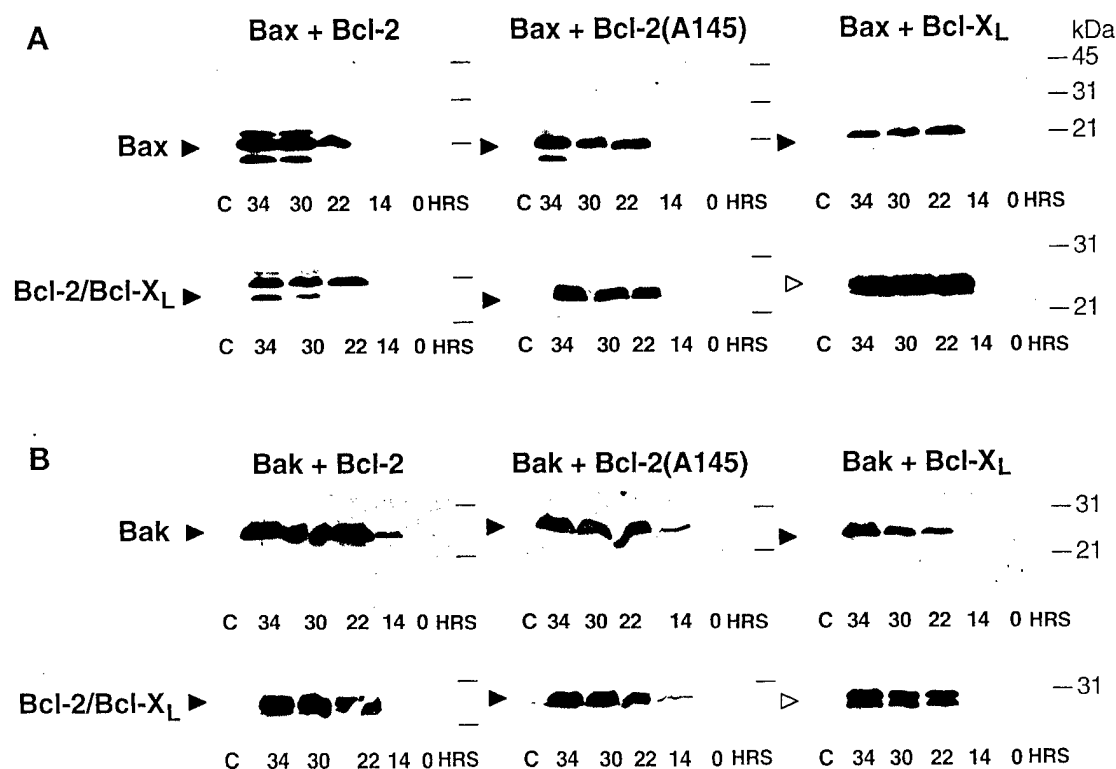 A
Bax + Bcl-2
Bax + Bcl-2(A145)
Bax + Bcl-XL
kDa
—45
—31
—21
Bax
C 34 30 22 14 0 HRS
C 34 30 22 14 0 HRS
C 34 30 22 14 0 HRS
Bcl-2/Bcl-XL
—31
—21
C 34 30 22 14 0 HRS
C 34 30 22 14 0 HRS
C 34 30 22 14 0 HRS
B
Bak + Bcl-2
Bak + Bcl-2(A145)
Bak + Bcl-XL
Bak
—31
—21
C 34 30 22 14 0 HRS
C 34 30 22 14 0 HRS
C 34 30 22 14 0 HRS
Bcl-2/Bcl-XL
—31
C 34 30 22 14 0 HRS
C 34 30 22 14 0 HRS
C 34 30 22 14 0 HRS